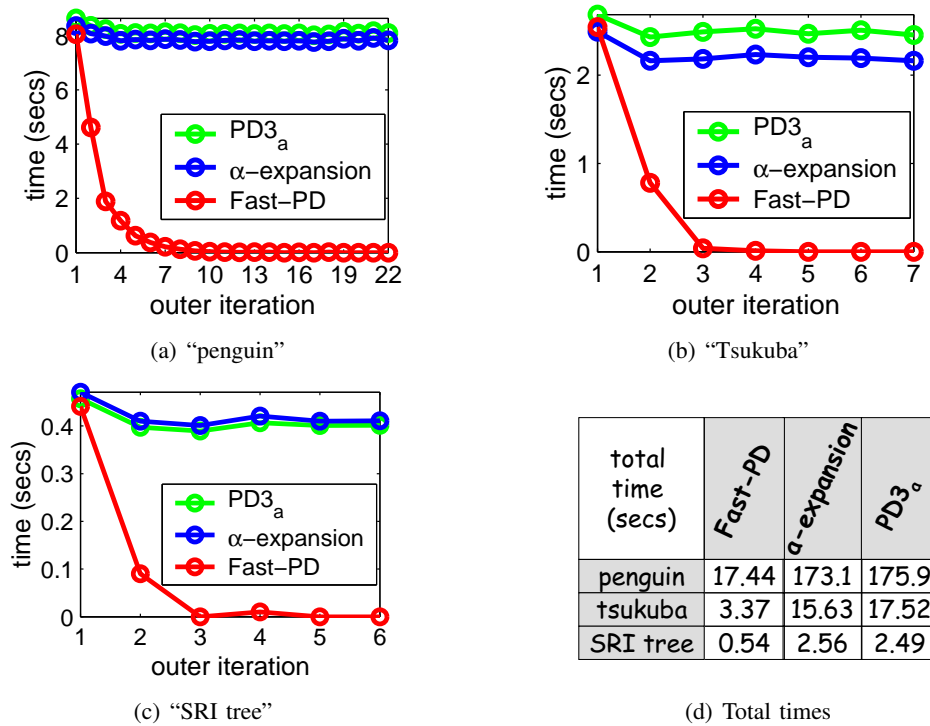 8
6
4
2
0
time (secs)
PD3a
α−expansion
Fast−PD
1 4 7 10 13 16 19 22
outer iteration
(a) “penguin”
2
1
0
time (secs)
PD3a
α−expansion
Fast−PD
1 2 3 4 5 6 7
outer iteration
(b) “Tsukuba”
0.4
0.3
0.2
0.1
0
time (secs)
PD3a
α−expansion
Fast−PD
1 2 3 4 5 6
outer iteration
(c) “SRI tree”
total time (secs) Fast-PD α-expansion PD3a
penguin 17.44 173.1 175.9
tsukuba 3.37 15.63 17.52
SRI tree 0.54 2.56 2.49
(d) Total times